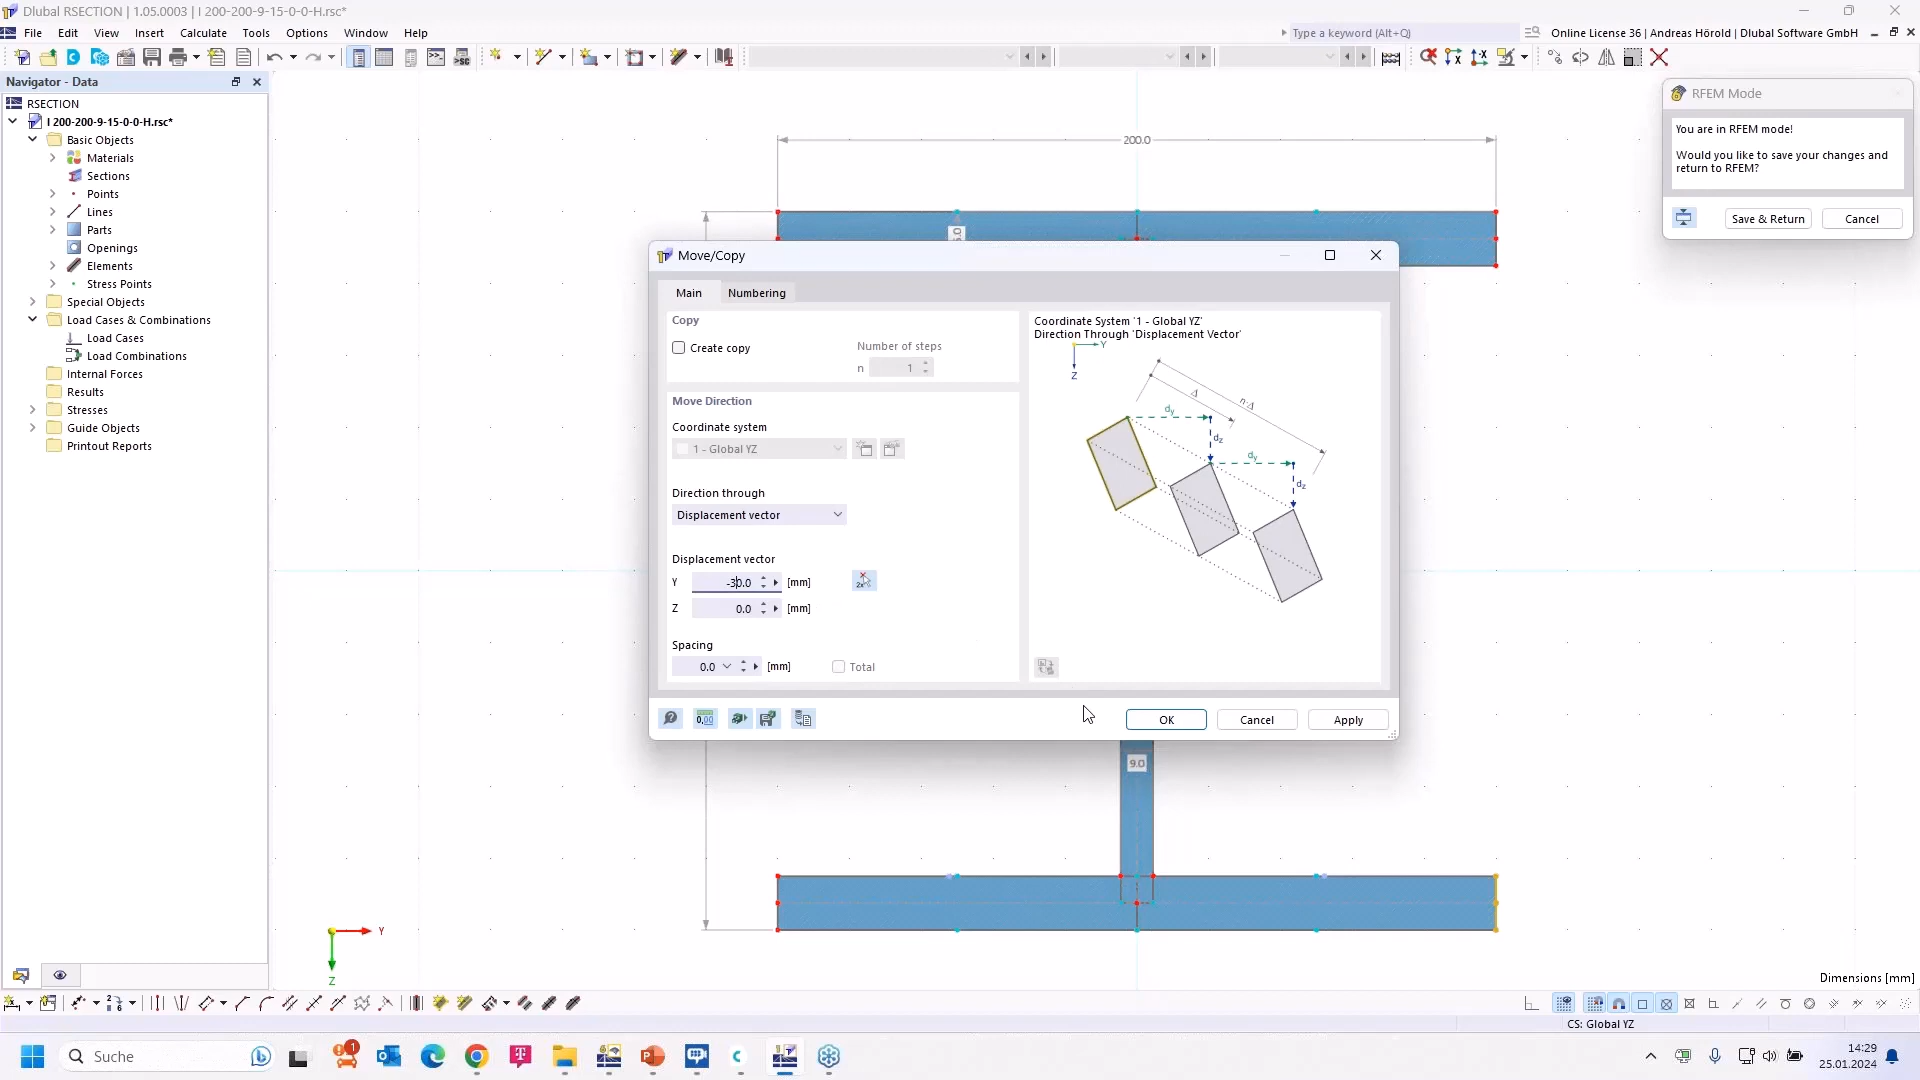 Dlubal RSECTION | 1.05.0003 | I 200-200-9-15-0-0-H.rsc*
File Edit View Insert Calculate Tools Options Window Help
Type a keyword (Alt+Q)
Online License 36 | Andreas Hörold | Dlubal Software GmbH
Navigator - Data
RSECTION
I 200-200-9-15-0-0-H.rsc*
Basic Objects
Materials
Sections
Points
Lines
Parts
Openings
Elements
Stress Points
Special Objects
Load Cases & Combinations
Load Cases
Load Combinations
Internal Forces
Results
Stresses
Guide Objects
Printout Reports
200.0
RFEM Mode
You are in RFEM mode!
Would you like to save your changes and
return to RFEM?
Save & Return Cancel
Move/Copy
Main Numbering
Copy
Create copy
Number of steps
n 1
Move Direction
Coordinate system
1 - Global YZ
Direction through
Displacement vector
Displacement vector
Y -30.0 [mm]
Z 0.0 [mm]
Spacing
0.0 [mm] Total
Coordinate System '1 - Global YZ'
Direction Through 'Displacement Vector'
Y
Z
Δ
n·Δ
dy
dz
dy
dz
OK Cancel Apply
9.0
Y
Z
Dimensions [mm]
CS: Global YZ
Suche
1
14:29
25.01.2024